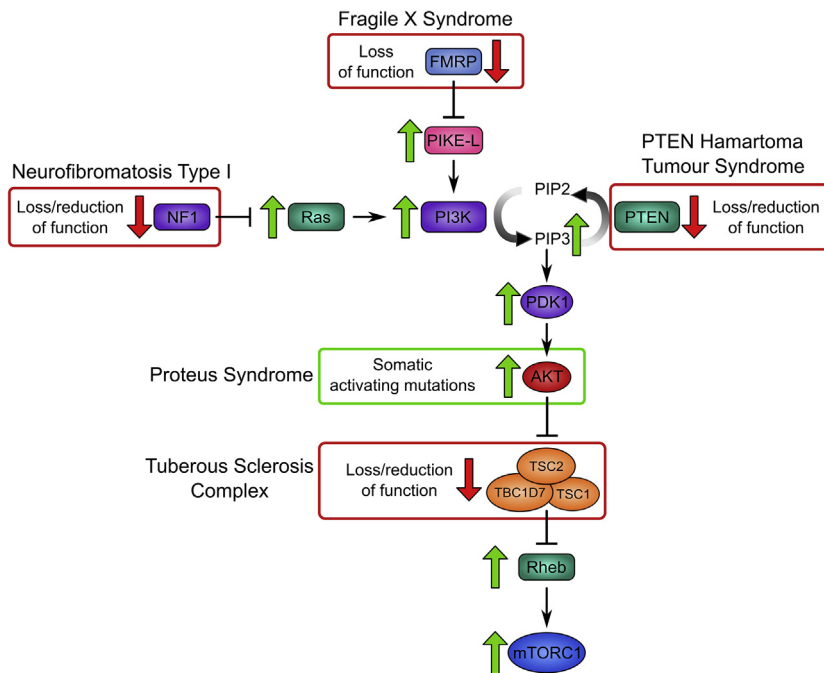 Fragile X Syndrome
Loss
of function
FMRP
PIKE-L
PTEN Hamartoma
Tumour Syndrome
Neurofibromatosis Type I
Loss/reduction
of function
NF1
Ras
PI3K
PIP2
PIP3
PTEN
Loss/reduction
of function
PDK1
Proteus Syndrome
Somatic
activating mutations
AKT
Tuberous Sclerosis
Complex
Loss/reduction
of function
TSC2
TBC1D7
TSC1
Rheb
mTORC1